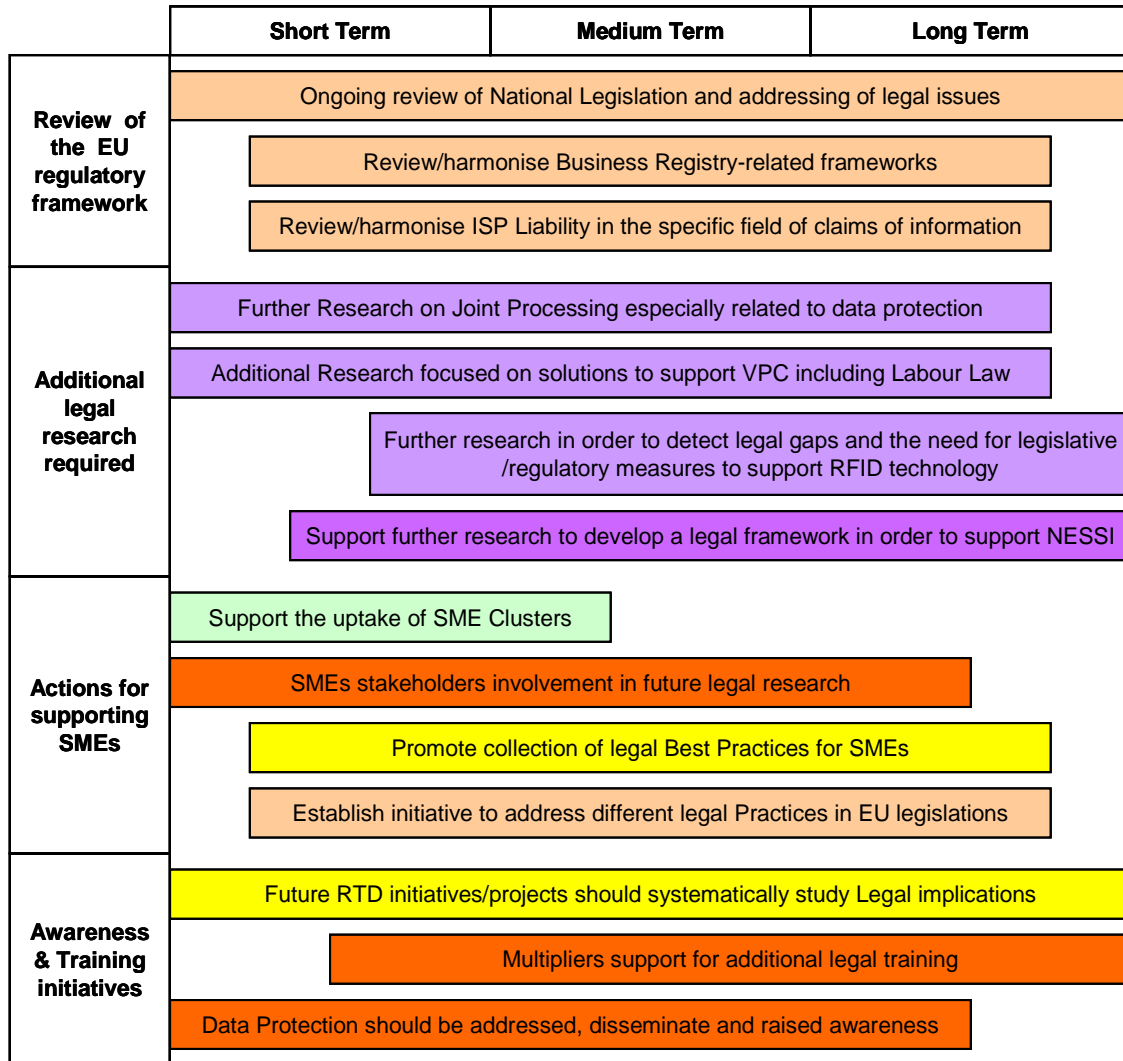 Short Term
Medium Term
Long Term
Review of
the EU
regulatory
framework
Ongoing review of National Legislation and addressing of legal issues
Review/harmonise Business Registry-related frameworks
Review/harmonise ISP Liability in the specific field of claims of information
Additional
legal
research
required
Further Research on Joint Processing especially related to data protection
Additional Research focused on solutions to support VPC including Labour Law
Further research in order to detect legal gaps and the need for legislative
/regulatory measures to support RFID technology
Support further research to develop a legal framework in order to support NESSI
Actions for
supporting
SMEs
Support the uptake of SME Clusters
SMEs stakeholders involvement in future legal research
Promote collection of legal Best Practices for SMEs
Establish initiative to address different legal Practices in EU legislations
Awareness
& Training
initiatives
Future RTD initiatives/projects should systematically study Legal implications
Multipliers support for additional legal training
Data Protection should be addressed, disseminate and raised awareness